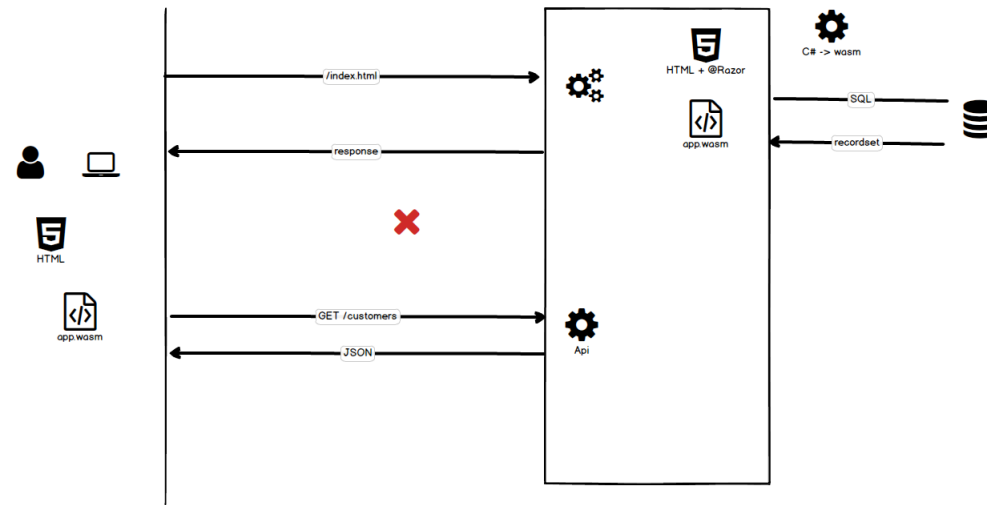 C# -> wasm
HTML + @Razor
/index.html
SQL
app.wasm
recordset
response
HTML
GET /customers
app.wasm
Api
JSON